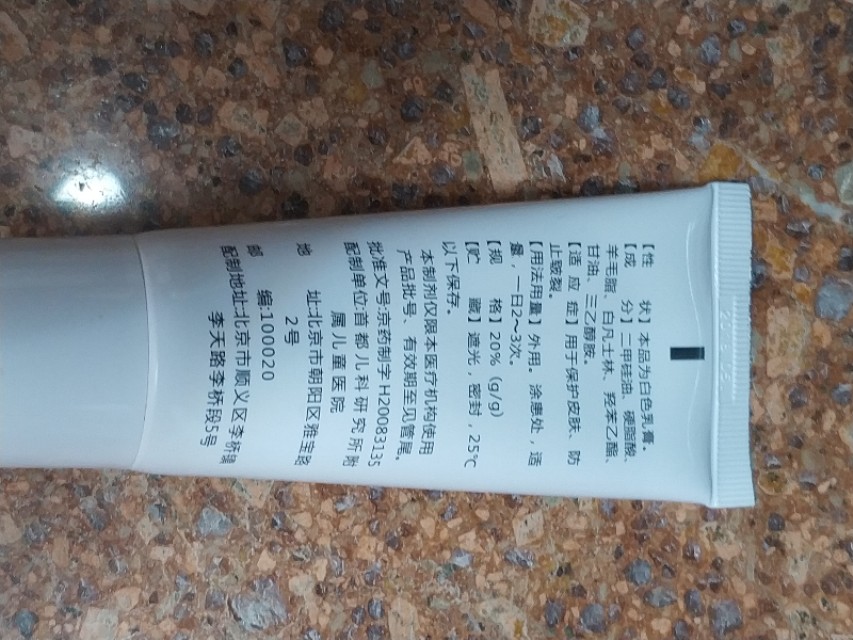 【性 状】本品为白色乳膏。
【成 分】二甲硅油、硬脂酸、
羊毛脂、白凡士林、羟苯乙酯、
甘油、三乙醇胺。
【适 应 症】用于保护皮肤、防
止皲裂。
【用法用量】外用。涂患处，适
量，一日2~3次。
【规 格】20%（g/g）
【贮 藏】遮光，密封，25℃
以下保存。
本制剂仅限本医疗机构使用
产品批号、有效期至见管尾。
批准文号:京药制字H20083135
配制单位:首都儿科研究所附
属儿童医院
地 址:北京市朝阳区雅宝路
2号
邮 编:100020
配制地址:北京市顺义区李桥镇
李天路李桥段5号